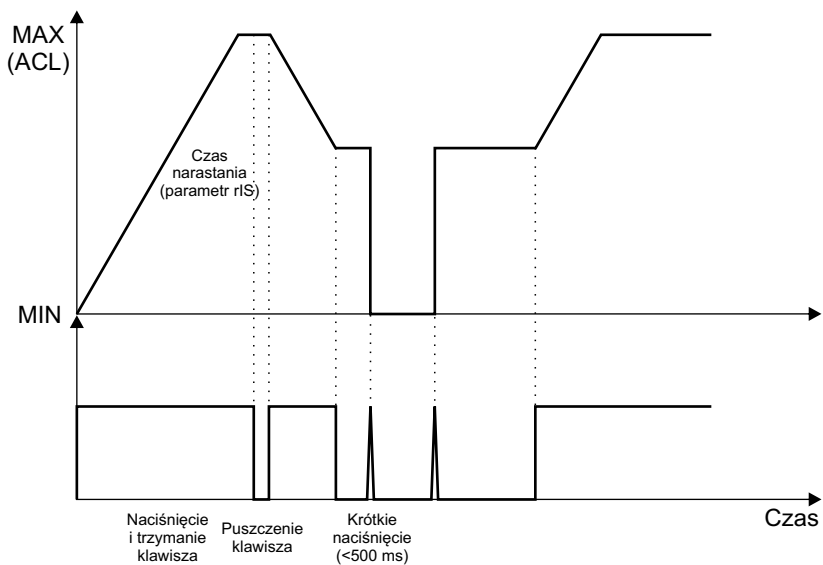 MAX
(ACL)
Czas
narastania
(parametr rIS)
MIN
Czas
Naciśnięcie
i trzymanie
klawisza
Puszczenie
klawisza
Krótkie
naciśnięcie
(<500 ms)